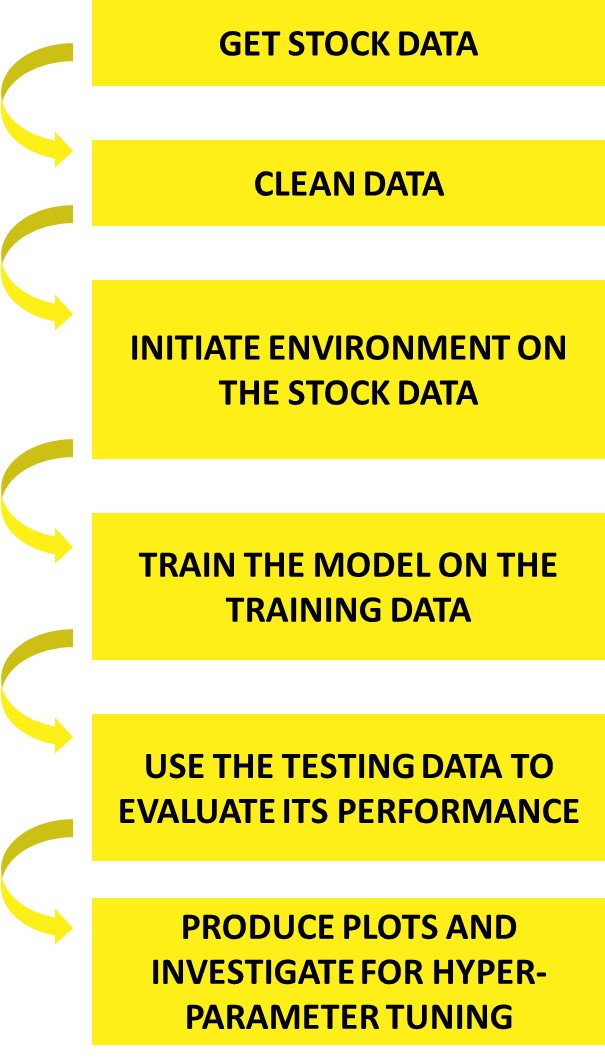 GET STOCK DATA
CLEAN DATA
INITIATE ENVIRONMENT ON
THE STOCK DATA
TRAIN THE MODEL ON THE
TRAINING DATA
USE THE TESTING DATA TO
EVALUATE ITS PERFORMANCE
PRODUCE PLOTS AND
INVESTIGATE FOR HYPER-
PARAMETER TUNING